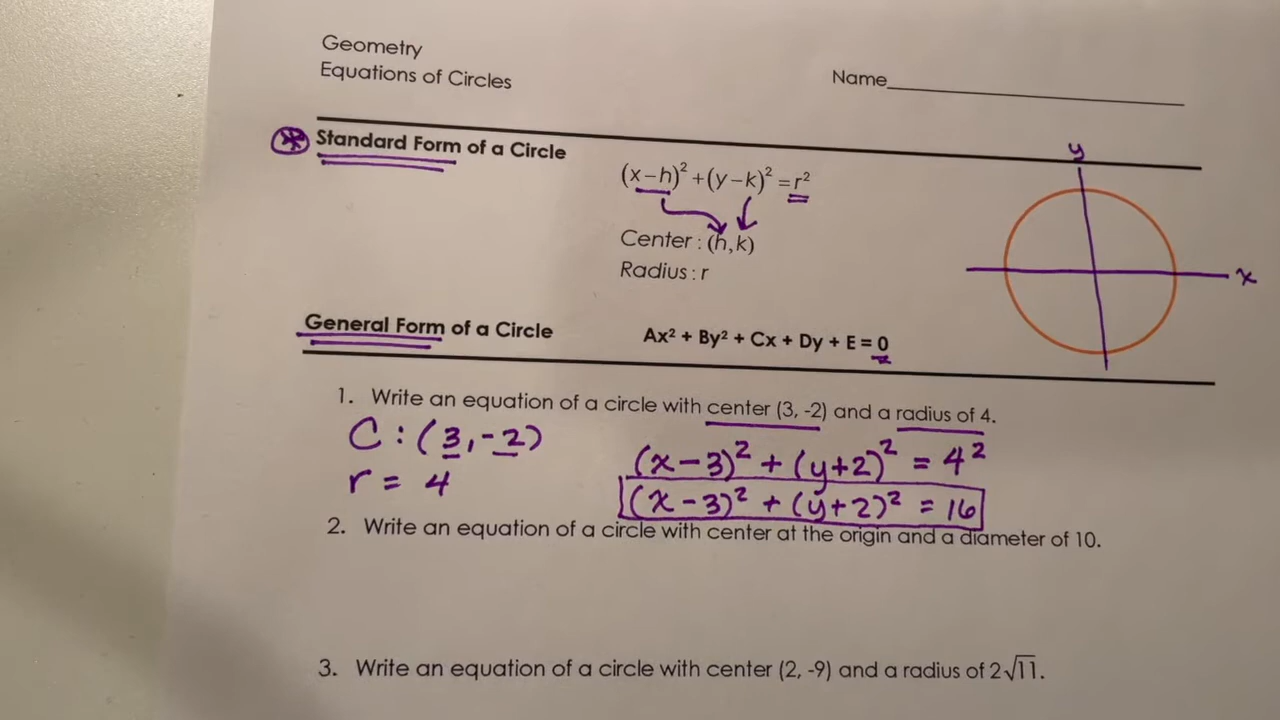 Geometry
Equations of Circles
Name
Standard Form of a Circle
(x−h)² +(y−k)² = r²
Center : (h,k)
Radius : r
y
x
General Form of a Circle
Ax² + By² + Cx + Dy + E = 0
1. Write an equation of a circle with center (3, -2) and a radius of 4.
C : (3, -2)
r = 4
(x−3)² + (y+2)² = 4²
(x−3)² + (y+2)² = 16
2. Write an equation of a circle with center at the origin and a diameter of 10.
3. Write an equation of a circle with center (2, -9) and a radius of 2√11.